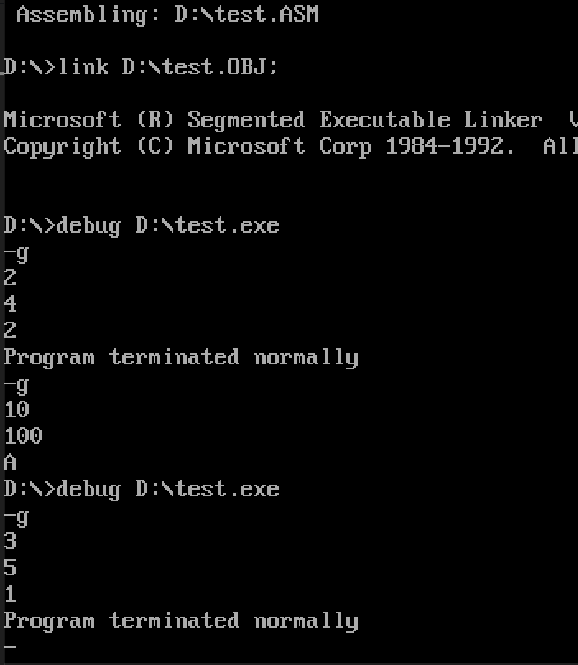 Assembling: D:\test.ASM
D:\>link D:\test.OBJ;
Microsoft (R) Segmented Executable Linker
Copyright (C) Microsoft Corp 1984-1992. All
D:\>debug D:\test.exe
-g
2
4
2
Program terminated normally
-g
10
100
A
D:\>debug D:\test.exe
-g
3
5
1
Program terminated normally
-